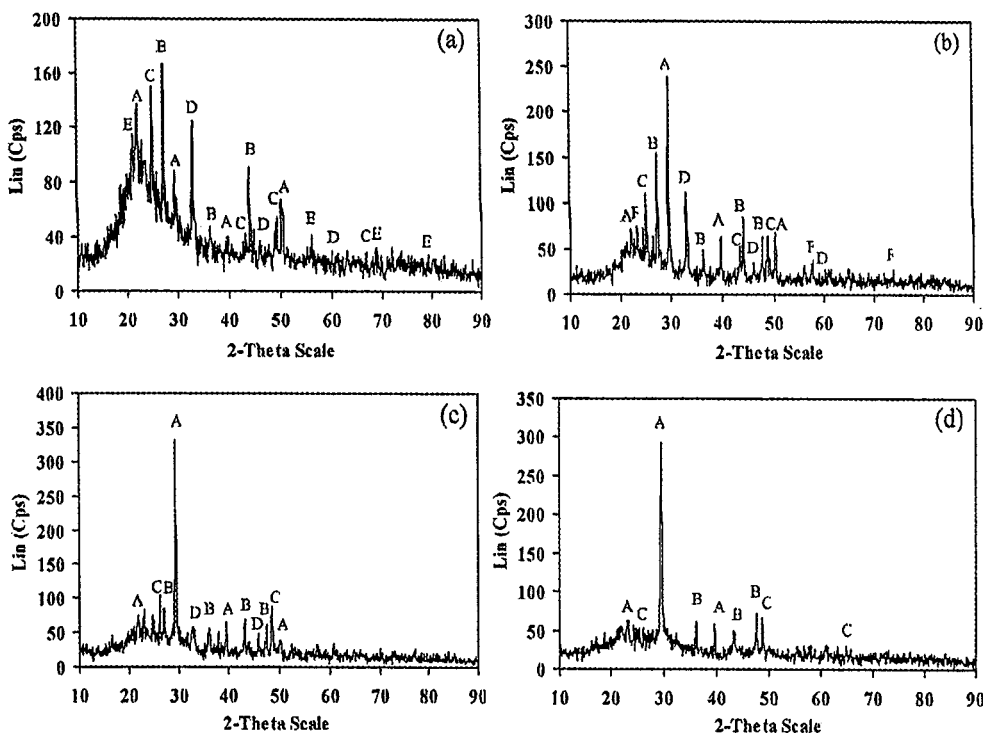 (a)
Lin (Cps)
200
160
120
80
40
0
E A C B A D B A C D B C A E D C E E
10 20 30 40 50 60 70 80 90
2-Theta Scale
(b)
Lin (Cps)
300
250
200
150
100
50
0
A C B A D B A C B D B C A D
10 20 30 40 50 60 70 80 90
2-Theta Scale
(c)
Lin (Cps)
400
350
300
250
200
150
100
50
0
A C B A D B A B D B C A
10 20 30 40 50 60 70 80 90
2-Theta Scale
(d)
Lin (Cps)
350
300
250
200
150
100
50
0
A C A B A B B C C
10 20 30 40 50 60 70 80 90
2-Theta Scale